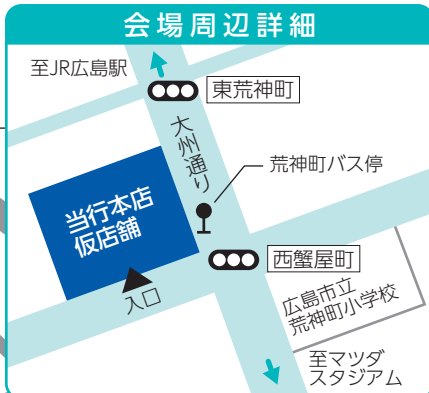 会場周辺詳細
至JR広島駅
東荒神町
大州通り
荒神町バス停
当行本店
仮店舗
西蟹屋町
入口
広島市立
荒神町小学校
至マツダ
スタジアム